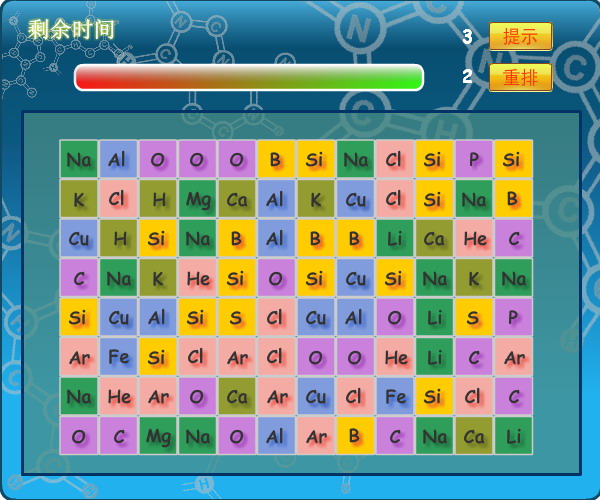 剩余时间
3 提示
2 重排
Na Al O O O B Si Na Cl Si P Si
K Cl H Mg Ca Al K Cu Cl Si Na B
Cu H Si Na B Al B B Li Ca He C
C Na K He Si O Si Cu Si Na K Na
Si Cu Al Si S Cl Cu Al O Li S P
Ar Fe Si Cl Ar Cl O O He Li C Ar
Na He Ar O Ca Ar Cu Cl Fe Si Cl C
O C Mg Na O Al Ar B C Na Ca Li